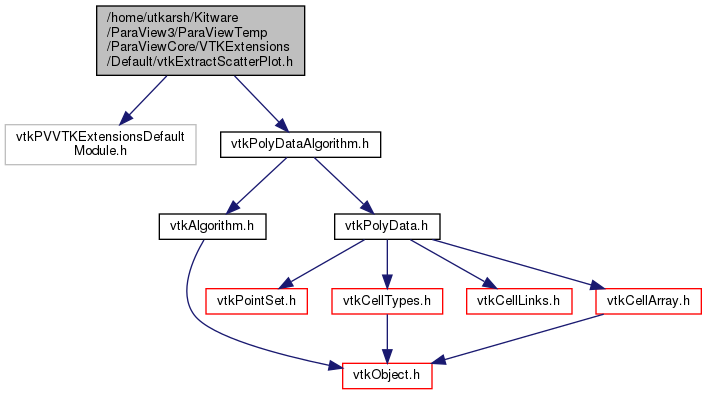 /home/utkarsh/Kitware
/ParaView3/ParaViewTemp
/ParaViewCore/VTKExtensions
/Default/vtkExtractScatterPlot.h
vtkPVVTKExtensionsDefault
Module.h
vtkPolyDataAlgorithm.h
vtkAlgorithm.h
vtkPolyData.h
vtkPointSet.h
vtkCellTypes.h
vtkCellLinks.h
vtkCellArray.h
vtkObject.h